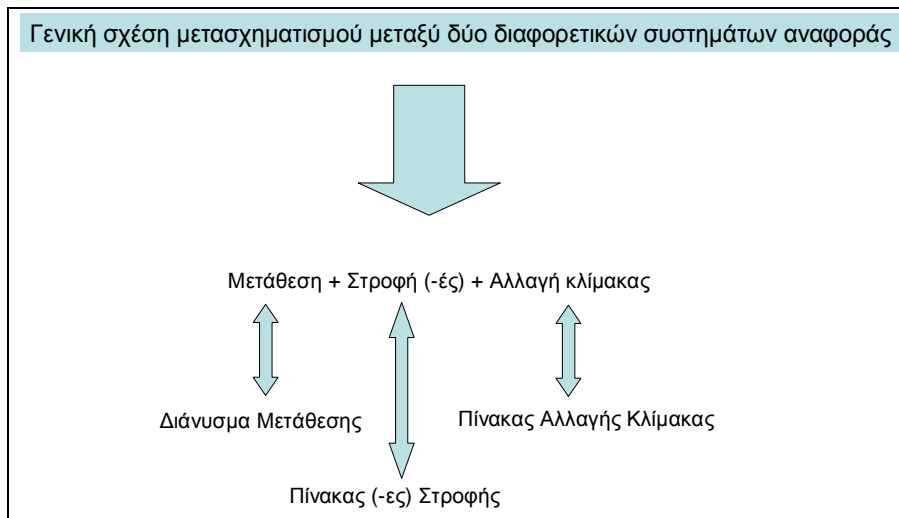 Γενική σχέση μετασχηματισμού μεταξύ δύο διαφορετικών συστημάτων αναφοράς
Μετάθεση + Στροφή (-ές) + Αλλαγή κλίμακας
Διάνυσμα Μετάθεσης
Πίνακας Αλλαγής Κλίμακας
Πίνακας (-ες) Στροφής